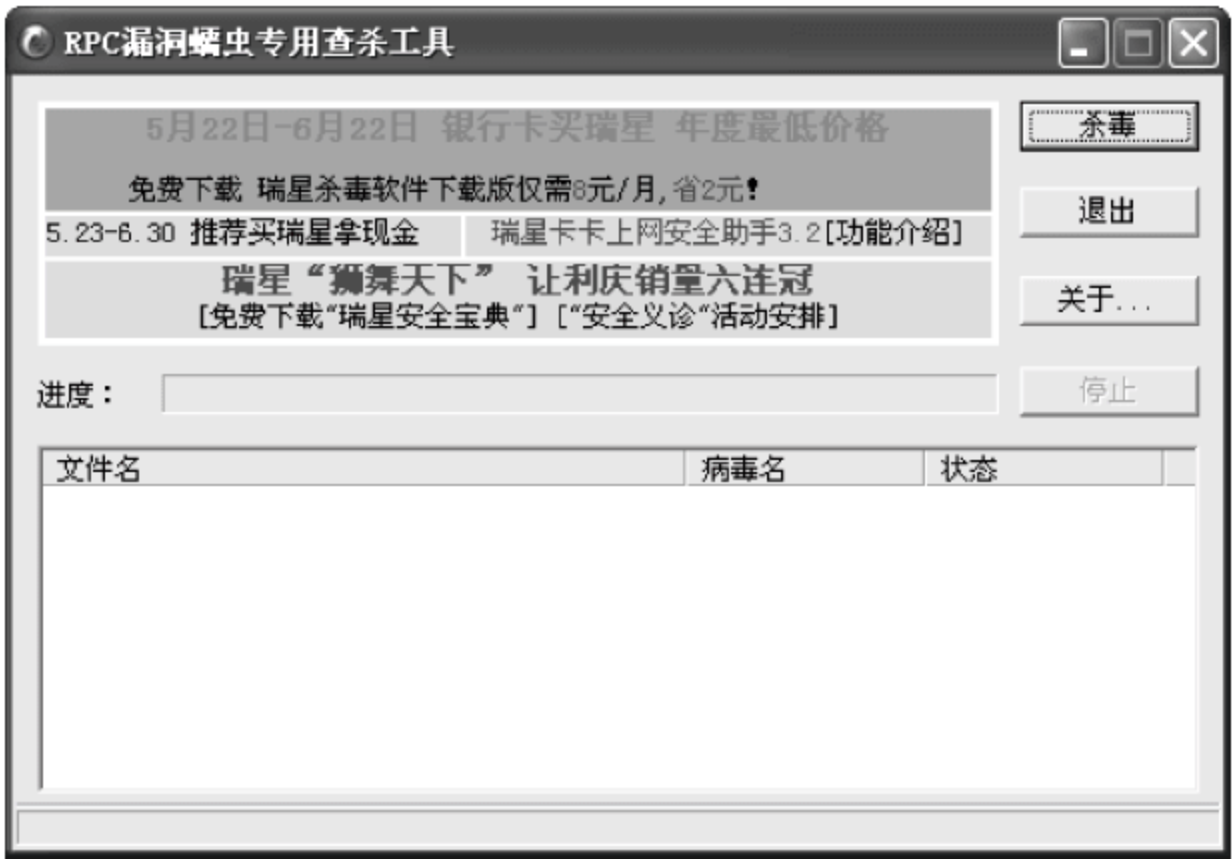 RPC漏洞蠕虫专用查杀工具
5月22日-6月22日 银行卡买瑞星 年度最低价格
免费下载 瑞星杀毒软件下载版仅需8元/月,省2元!
5.23-6.30 推荐买瑞星拿现金 瑞星卡卡上网安全助手3.2[功能介绍]
瑞星“狮舞天下” 让利庆销量六连冠
[免费下载“瑞星安全宝典”] [“安全义诊“活动安排]
杀毒
退出
关于...
进度：
停止
文件名 病毒名 状态